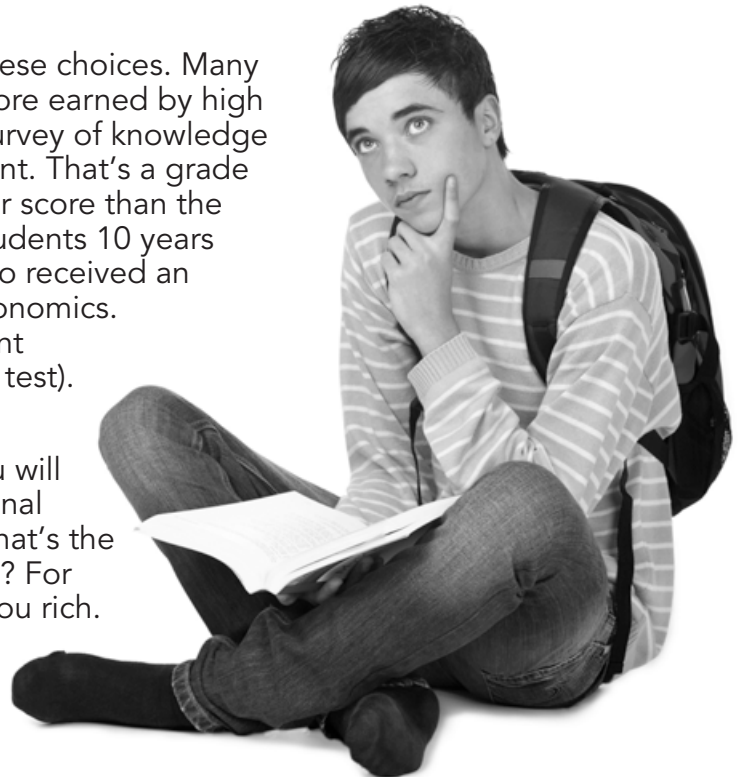 ese choices. Many
ore earned by high
urvey of knowledge
nt. That’s a grade
r score than the
udents 10 years
o received an
onomics.
nt
test).
u will
nal
hat’s the
? For
ou rich.